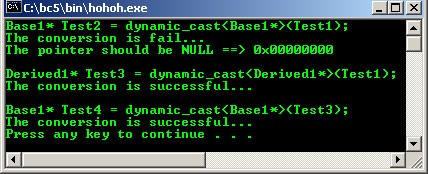 C:\bc5\bin\hohoh.exe
Base1* Test2 = dynamic_cast<Base1*>(Test1);
The conversion is fail...
The pointer should be NULL ==> 0x00000000
Derived1* Test3 = dynamic_cast<Derived1*>(Test1);
The conversion is successful...
Base1* Test4 = dynamic_cast<Base1*>(Test3);
The conversion is successful...
Press any key to continue . . .